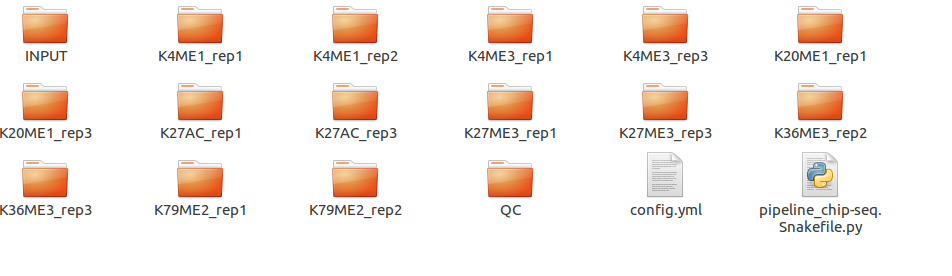 INPUT K4ME1_rep1 K4ME1_rep2 K4ME3_rep1 K4ME3_rep3 K20ME1_rep1
K20ME1_rep3 K27AC_rep1 K27AC_rep3 K27ME3_rep1 K27ME3_rep3 K36ME3_rep2
K36ME3_rep3 K79ME2_rep1 K79ME2_rep2 QC config.yml pipeline_chip-seq.
Snakefile.py